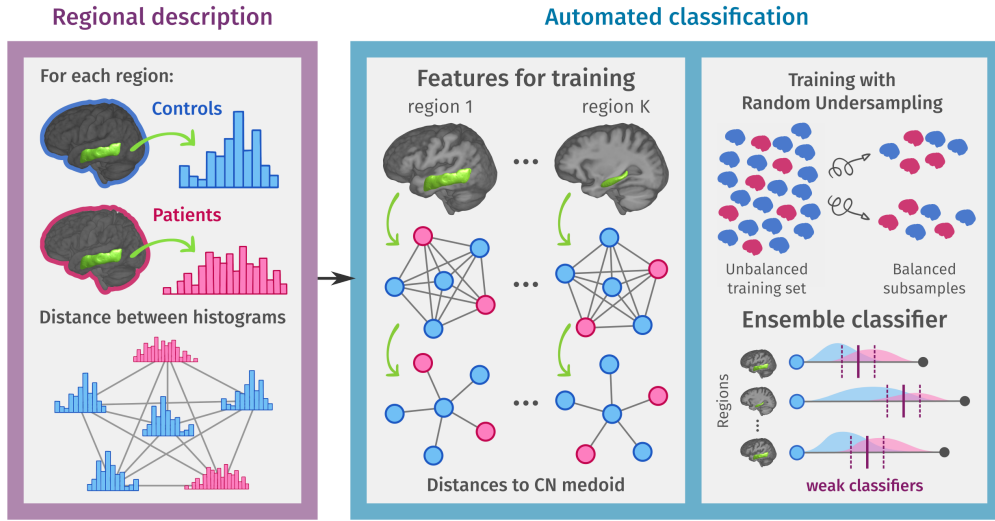 Regional description
For each region:
Controls
Patients
Distance between histograms
Automated classification
Features for training
region 1
region K
Distances to CN medoid
Training with
Random Undersampling
Unbalanced
training set
Balanced
subsamples
Ensemble classifier
Regions
weak classifiers